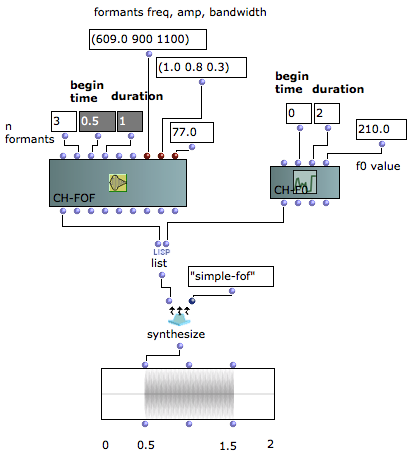 formants freq, amp, bandwidth
(609.0 900 1100)
(1.0 0.8 0.3)
begin
time
duration
begin
time
duration
3
0.5
1
0
2
n
formants
77.0
210.0
f0 value
CH-FOF
CH-F0
LISP
list
"simple-fof"
synthesize
0
0.5
1.5
2